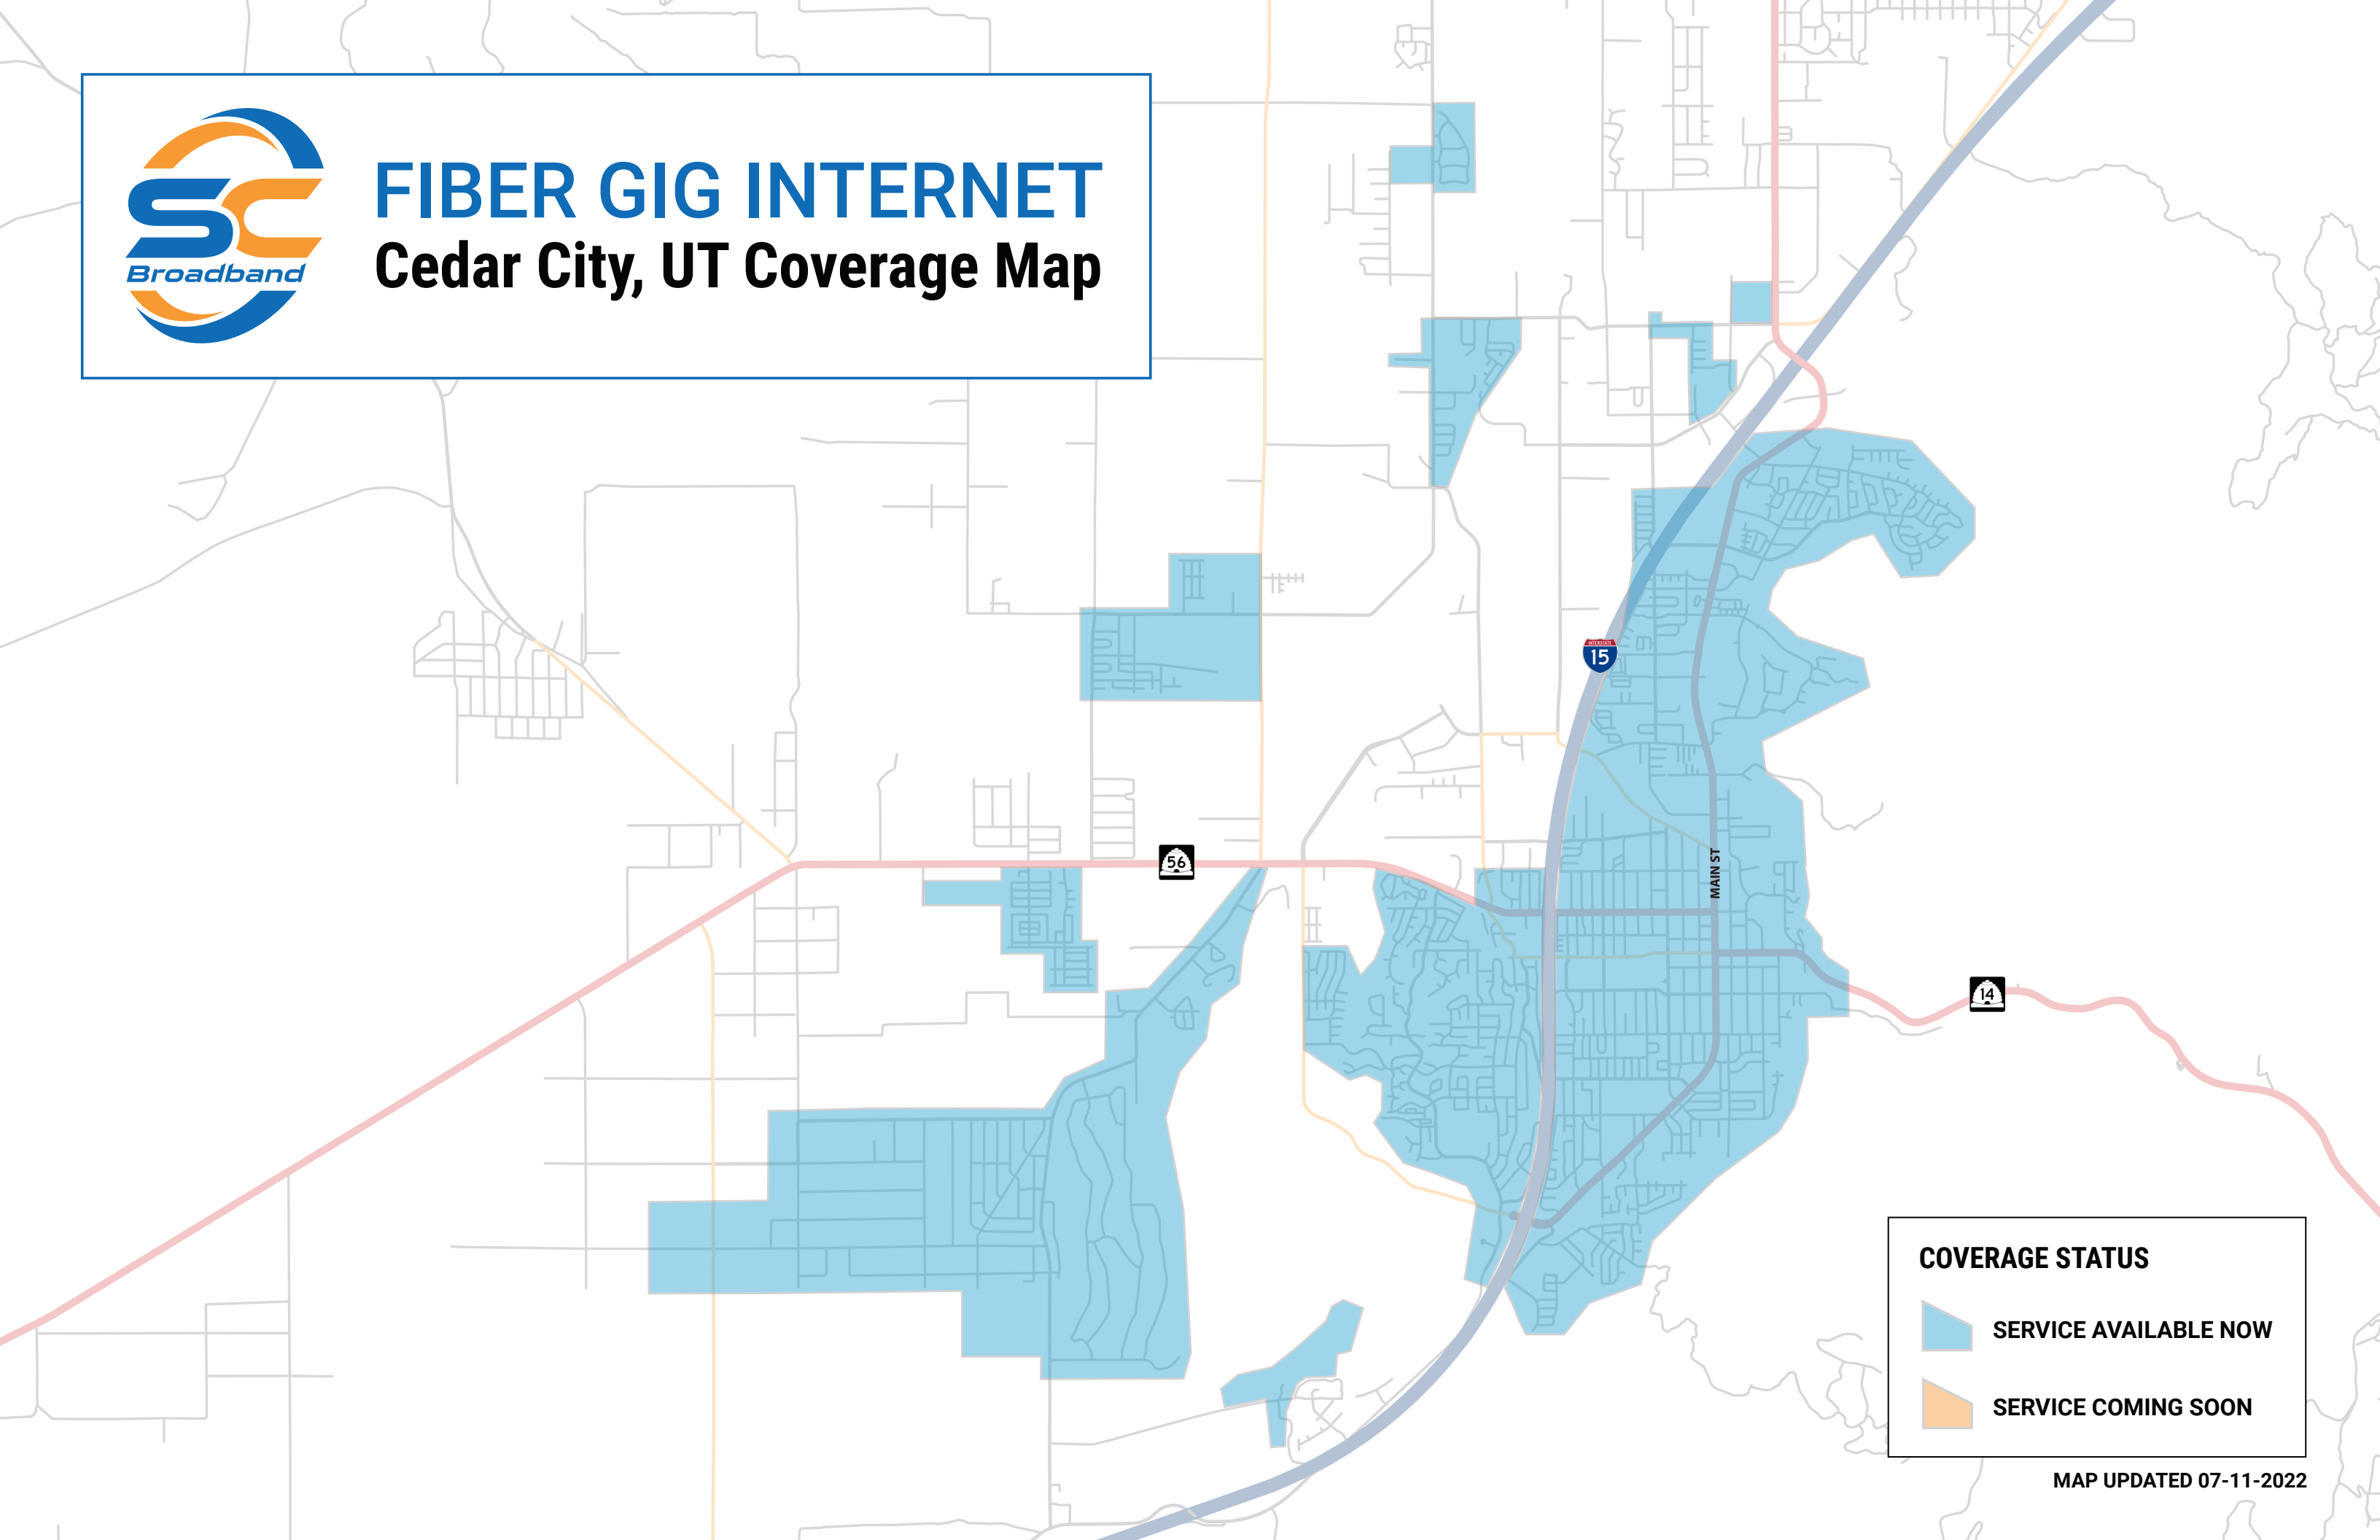 SC
Broadband
FIBER GIG INTERNET
Cedar City, UT Coverage Map
INTERSTATE
15
56
MAIN ST
14
COVERAGE STATUS
SERVICE AVAILABLE NOW
SERVICE COMING SOON
MAP UPDATED 07-11-2022